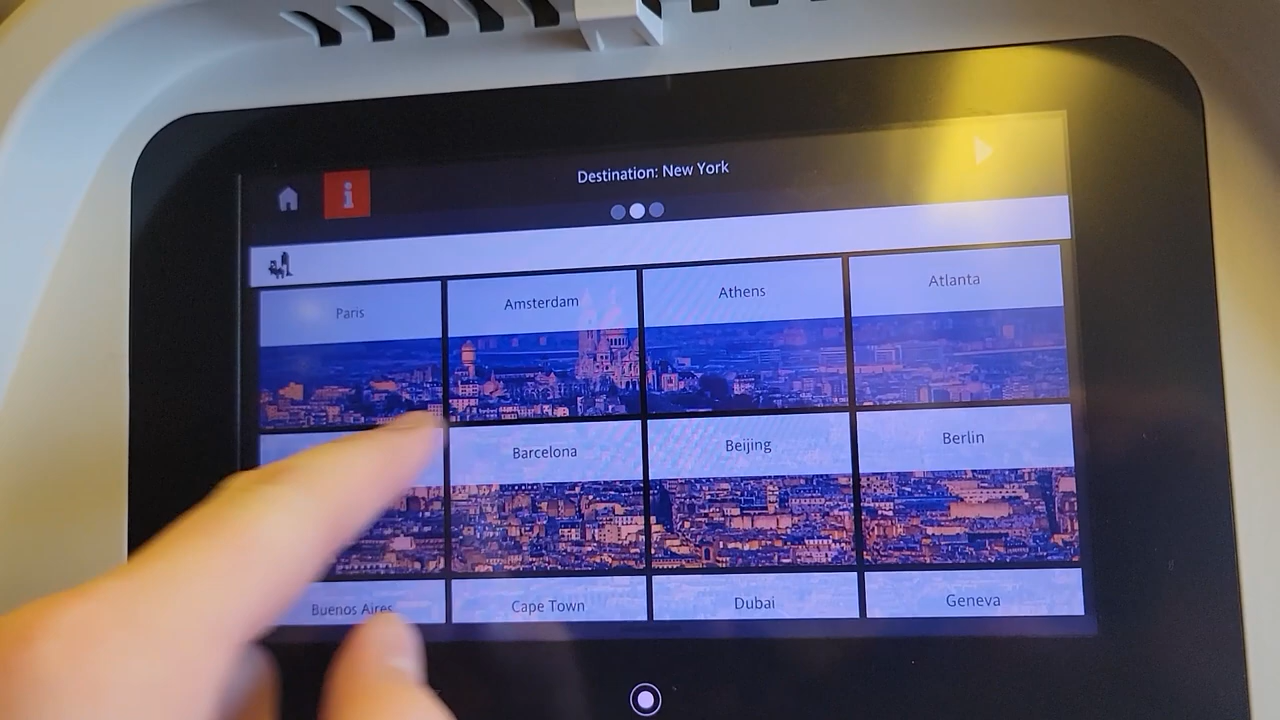 Destination: New York
Paris
Amsterdam
Athens
Atlanta
Barcelona
Beijing
Berlin
Buenos Aires
Cape Town
Dubai
Geneva